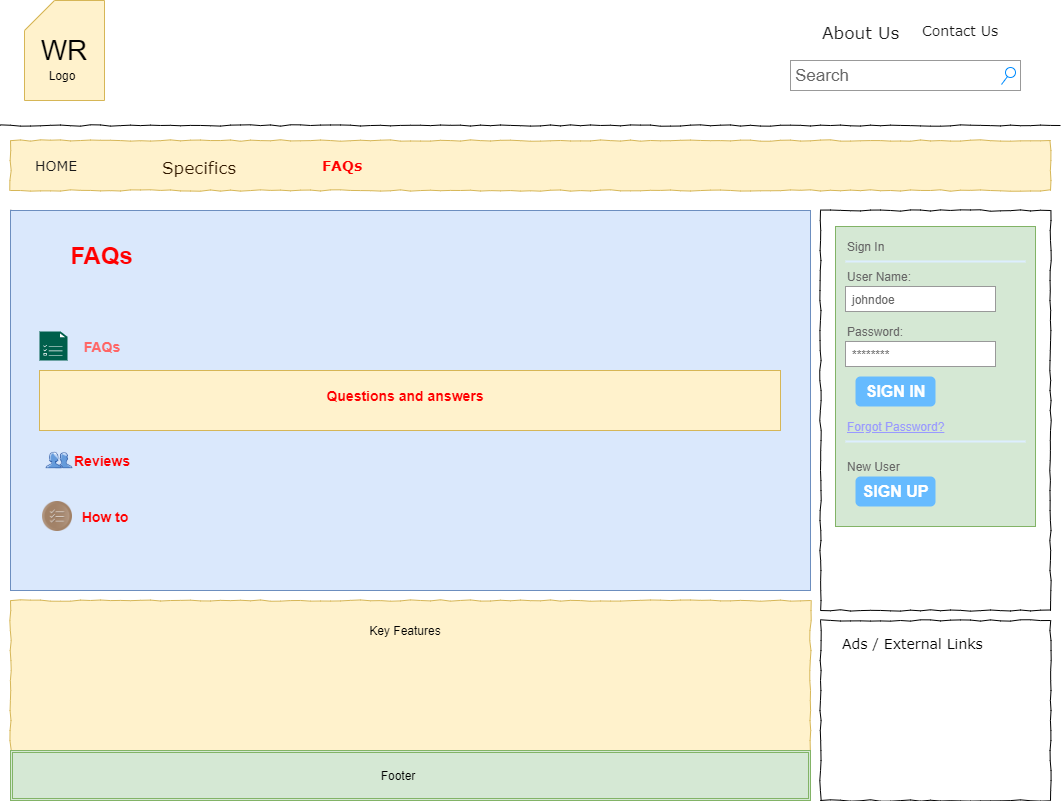 WR
Logo
About Us
Contact Us
Search
HOME
Specifics
FAQs
FAQs
FAQs
Questions and answers
Reviews
How to
Sign In
User Name:
johndoe
Password:
********
SIGN IN
Forgot Password?
New User
SIGN UP
Key Features
Ads / External Links
Footer